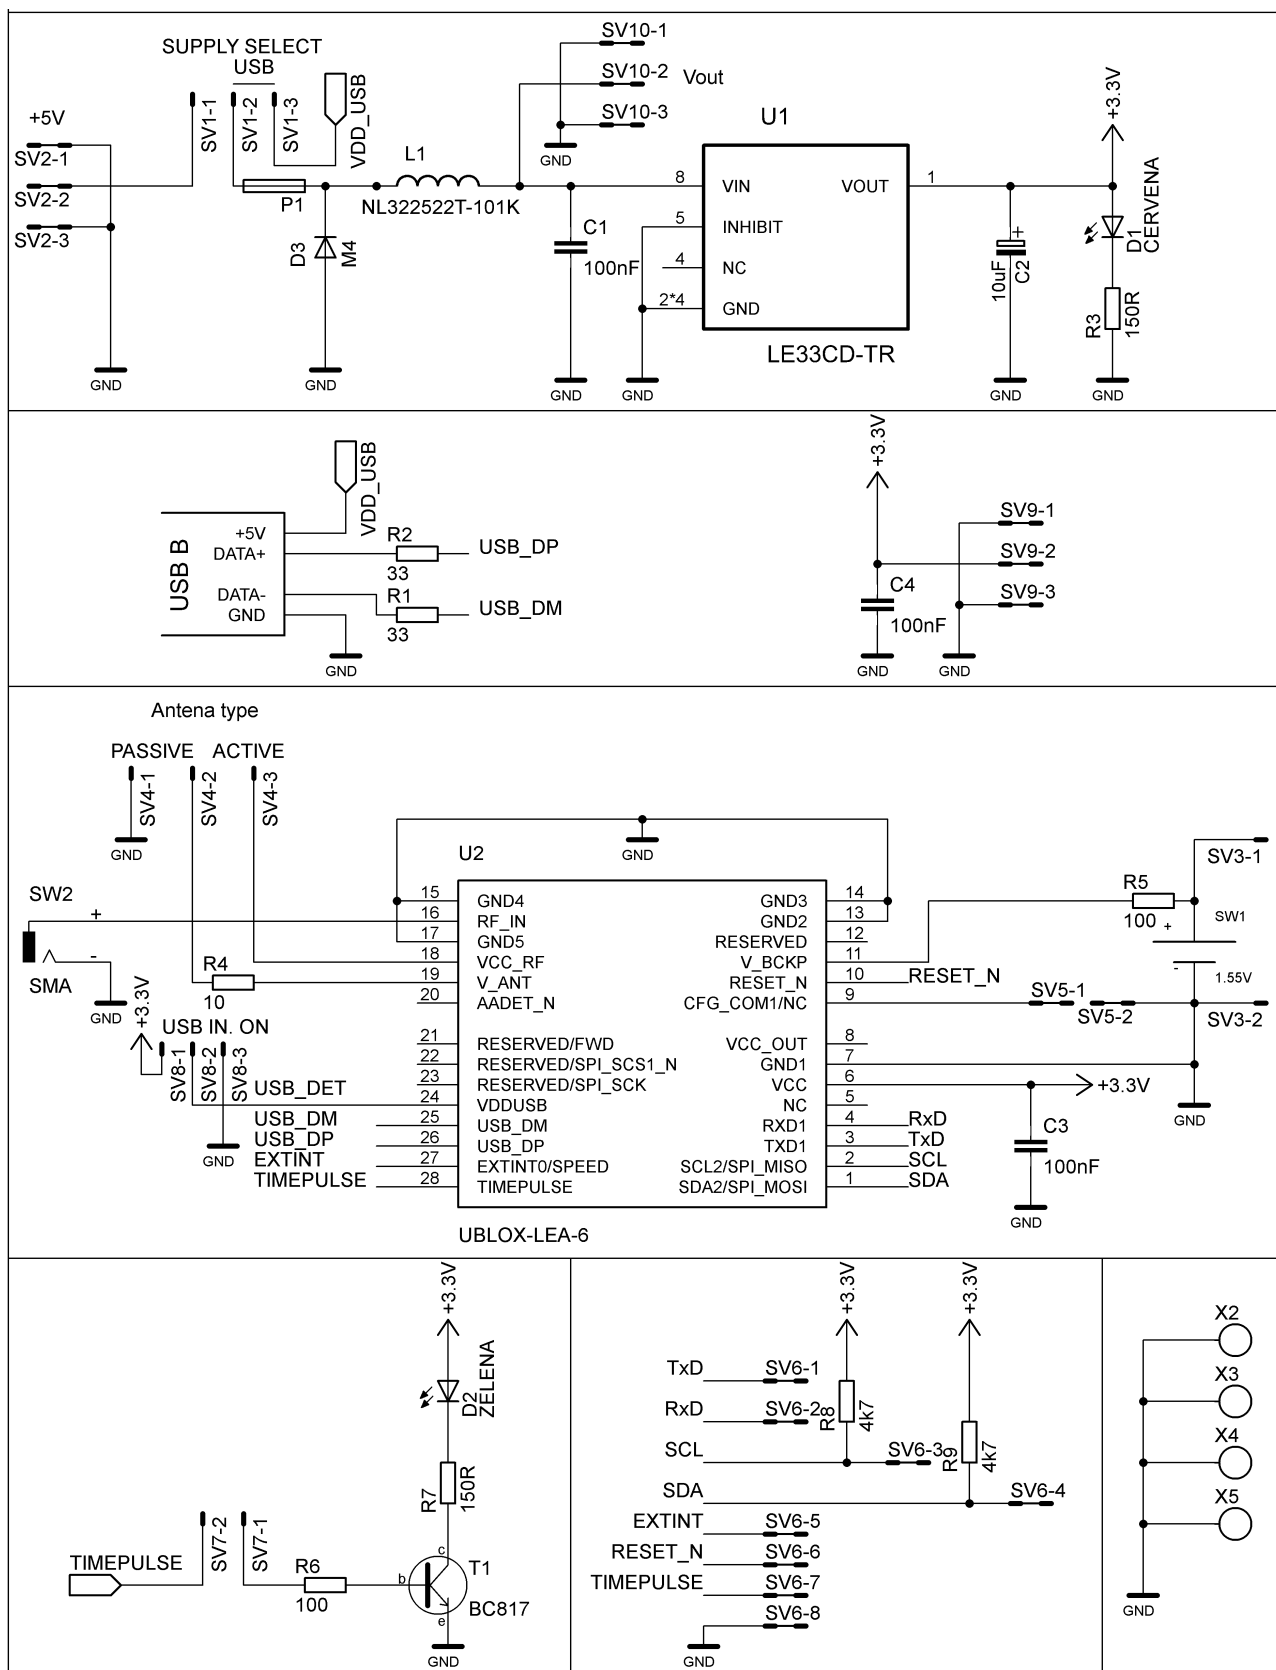 SUPPLY SELECT
USB
+5V
SV2-1
SV2-2
SV2-3
GND
SV1-1
SV1-2
SV1-3
VDD_USB
P1
D3
M4
GND
L1
NL322522T-101K
SV10-1
SV10-2
Vout
SV10-3
GND
C1
100nF
GND
U1
8
VIN
VOUT
1
5
INHIBIT
4
NC
2*4
GND
LE33CD-TR
GND
+3.3V
+
10uF
C2
GND
D1
CERVENA
R3
150R
GND
USB B
+5V
DATA+
DATA-
GND
VDD_USB
R2
33
USB_DP
R1
33
USB_DM
GND
+3.3V
C4
100nF
GND
SV9-1
SV9-2
SV9-3
GND
Antena type
PASSIVE
ACTIVE
SV4-1
SV4-2
SV4-3
GND
GND
U2
SW2
+
-
SMA
GND
R4
10
+3.3V
USB IN. ON
SV8-1
SV8-2
SV8-3
GND
USB_DET
USB_DM
USB_DP
EXTINT
TIMEPULSE
15 GND4
16 RF_IN
17 GND5
18 VCC_RF
19 V_ANT
20 AADET_N
21 RESERVED/FWD
22 RESERVED/SPI_SCS1_N
23 RESERVED/SPI_SCK
24 VDDUSB
25 USB_DM
26 USB_DP
27 EXTINT0/SPEED
28 TIMEPULSE
GND3 14
GND2 13
RESERVED 12
V_BCKP 11
RESET_N 10 RESET_N
CFG_COM1/NC 9
VCC_OUT 8
GND1 7
VCC 6
NC 5
RXD1 4 RxD
TXD1 3 TxD
SCL2/SPI_MISO 2 SCL
SDA2/SPI_MOSI 1 SDA
UBLOX-LEA-6
R5
100
SV3-1
SW1
+
-
1.55V
SV5-1
SV5-2
SV3-2
+3.3V
GND
C3
100nF
GND
TIMEPULSE
SV7-2
SV7-1
R6
100
+3.3V
D2
ZELENA
R7
150R
c
b
e
T1
BC817
GND
+3.3V
+3.3V
TxD
SV6-1
RxD
SV6-2
R8
4k7
SCL
SV6-3
R9
4k7
SDA
SV6-4
EXTINT
SV6-5
RESET_N
SV6-6
TIMEPULSE
SV6-7
SV6-8
GND
X2
X3
X4
X5
GND